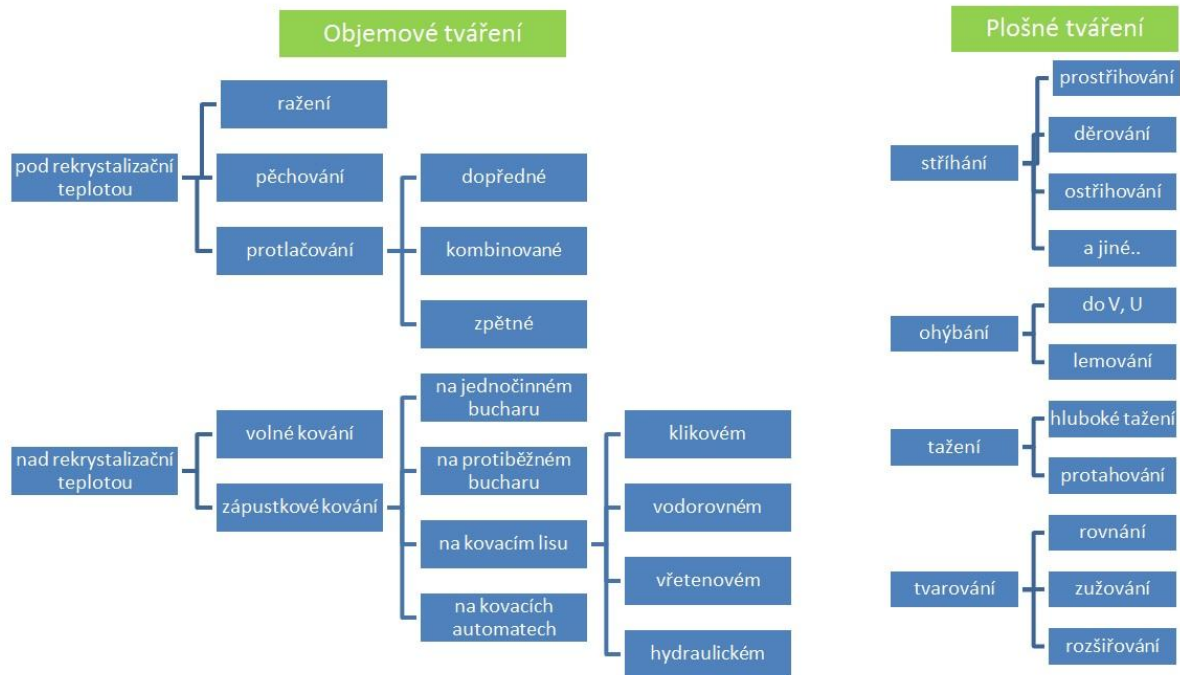 Objemové tváření
pod rekrystalizační
teplotou
ražení
pěchování
protlačování
dopředné
kombinované
zpětné
nad rekrystalizační
teplotou
volné kování
zápustkové kování
na jednočinném
bucharu
na protiběžném
bucharu
na kovacím lisu
na kovacích
automatech
klikovém
vodorovném
vřetenovém
hydraulickém
Plošné tváření
stříhání
prostřihování
děrování
ostřihování
a jiné..
ohýbání
do V, U
lemování
tažení
hluboké tažení
protahování
tvarování
rovnání
zužování
rozšiřování